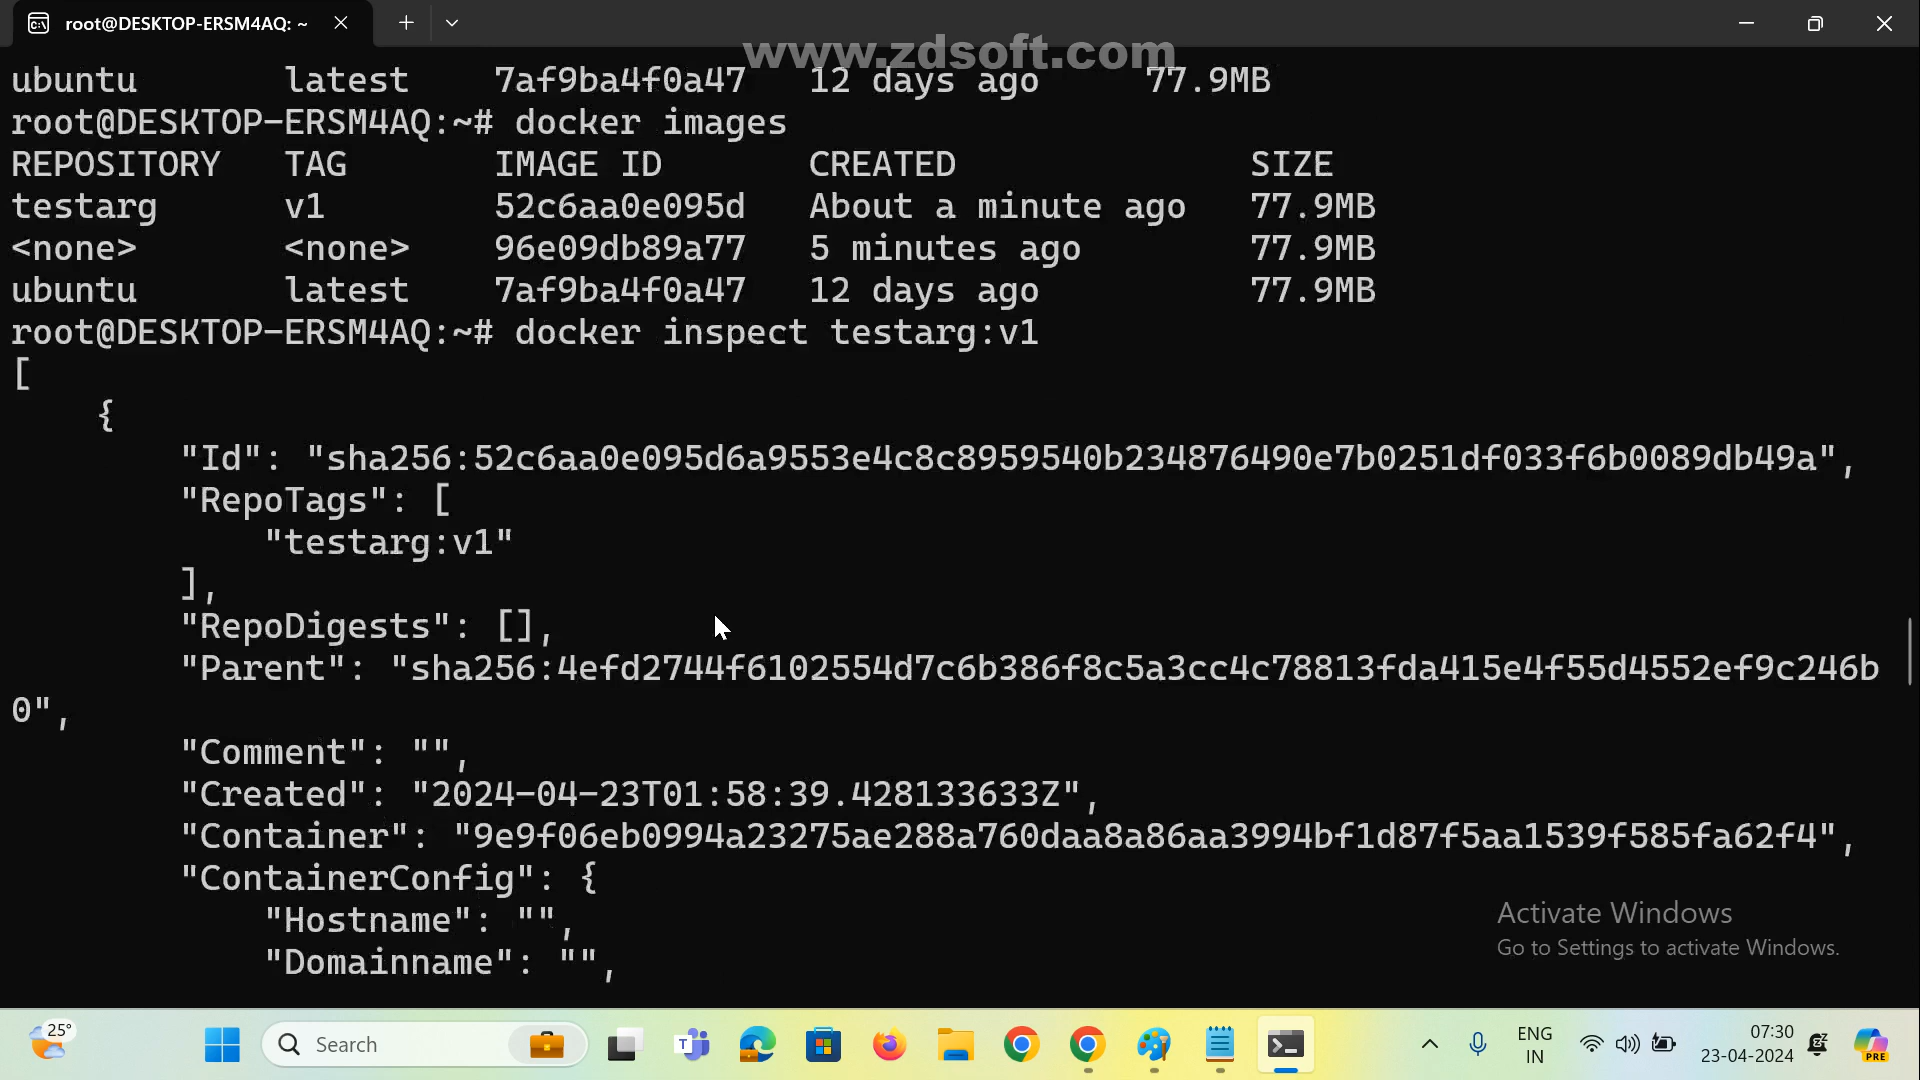 root@DESKTOP-ERSM4AQ: ~
www.zdsoft.com
ubuntu latest 7af9ba4f0a47 12 days ago 77.9MB
root@DESKTOP-ERSM4AQ:~# docker images
REPOSITORY TAG IMAGE ID CREATED SIZE
testarg v1 52c6aa0e095d About a minute ago 77.9MB
<none> <none> 96e09db89a77 5 minutes ago 77.9MB
ubuntu latest 7af9ba4f0a47 12 days ago 77.9MB
root@DESKTOP-ERSM4AQ:~# docker inspect testarg:v1
[
{
"Id": "sha256:52c6aa0e095d6a9553e4c8c8959540b234876490e7b0251df033f6b0089db49a",
"RepoTags": [
"testarg:v1"
],
"RepoDigests": [],
"Parent": "sha256:4efd2744f6102554d7c6b386f8c5a3cc4c78813fda415e4f55d4552ef9c246b
0",
"Comment": "",
"Created": "2024-04-23T01:58:39.428133633Z",
"Container": "9e9f06eb0994a23275ae288a760daa8a86aa3994bf1d87f5aa1539f585fa62f4",
"ContainerConfig": {
"Hostname": "",
"Domainname": "",
Activate Windows
Go to Settings to activate Windows.
25°
Search
ENG
IN
07:30
23-04-2024
PRE